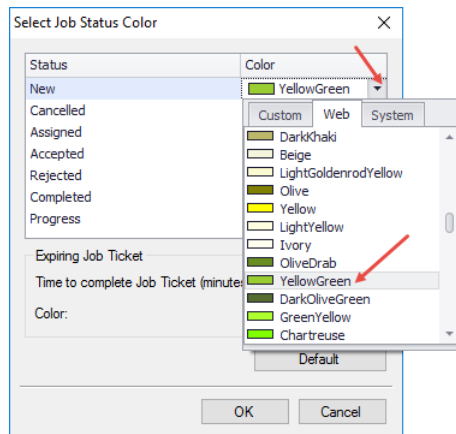 Select Job Status Color
Status Color
New YellowGreen
Cancelled
Assigned
Accepted
Rejected
Completed
Progress
Custom Web System
DarkKhaki
Beige
LightGoldenrodYellow
Olive
Yellow
LightYellow
Ivory
OliveDrab
YellowGreen
DarkOliveGreen
GreenYellow
Chartreuse
Expiring Job Ticket
Time to complete Job Ticket
Color:
Default
OK Cancel